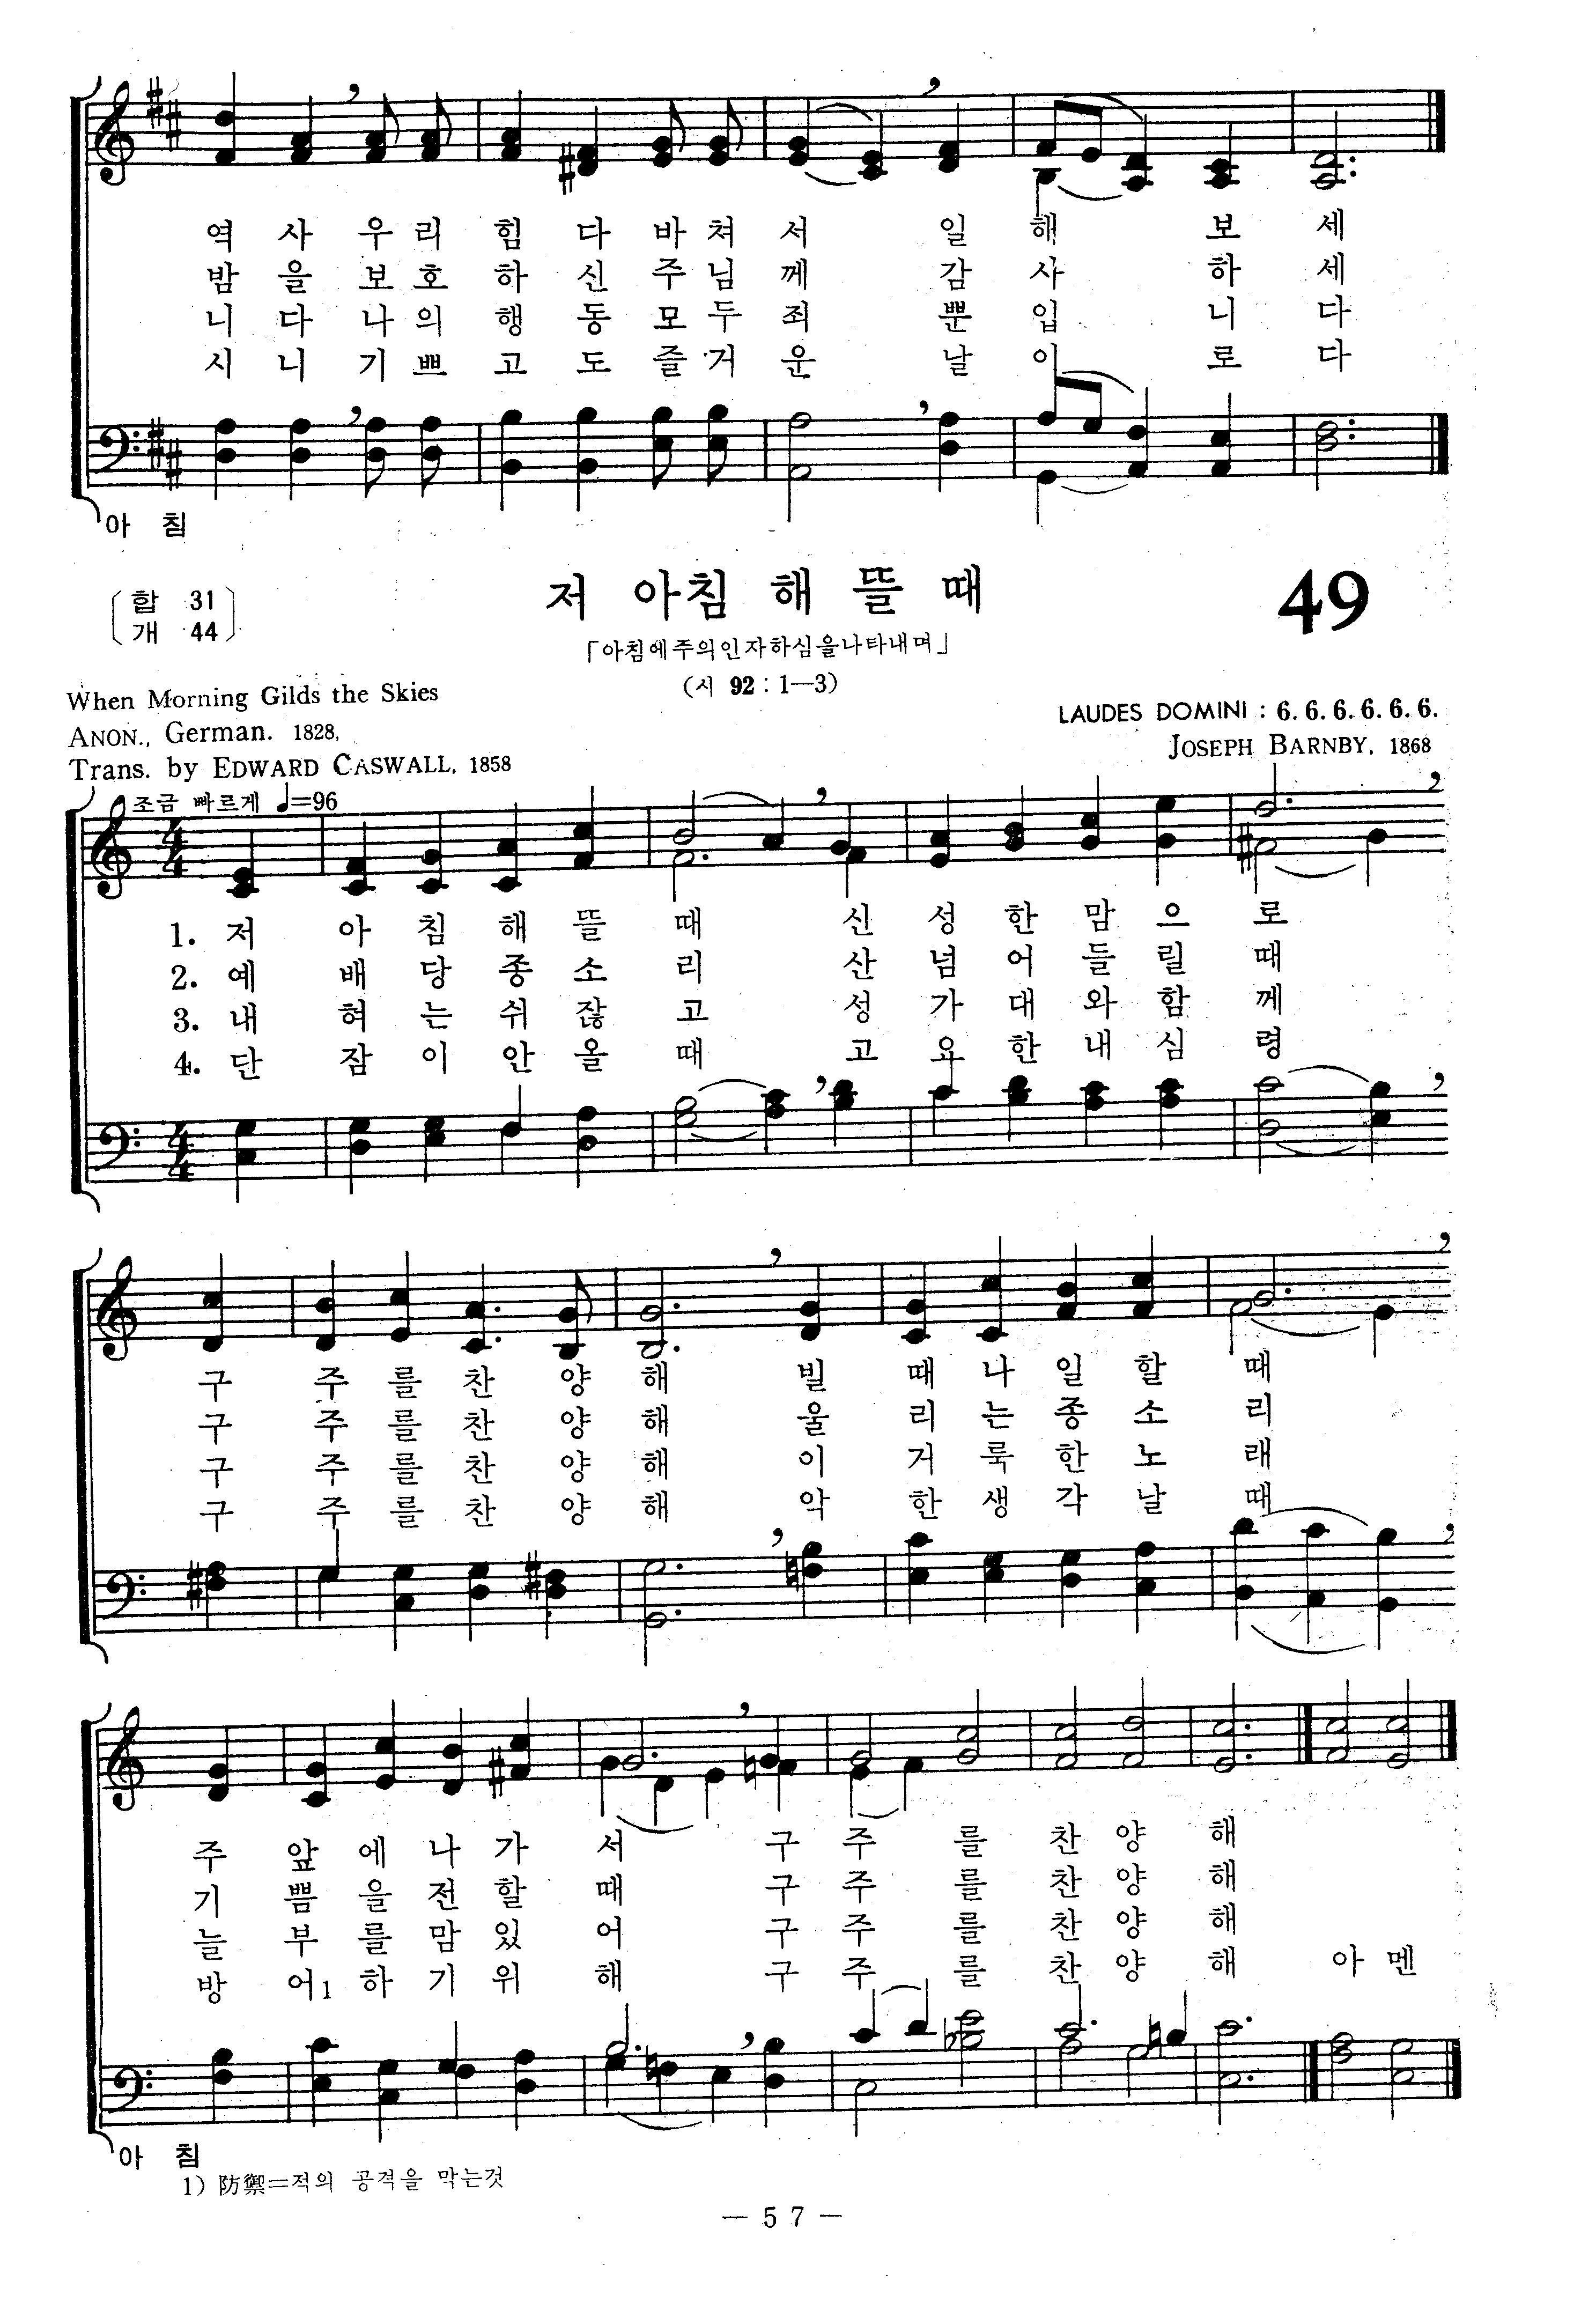 역 사 우 리 힘 다 바 쳐 서 일 해 보 세
밤 을 보 호 하 신 주 님 께 감 사 하 세
니 다 나 의 행 동 모 두 죄 뿐 입 니 다
시 니 기 쁘 고 도 즐 거 운 날 이 로 다
아 침
합 31
개 44
저 아침 해 뜰 때
49
「아침에주의인자하심을나타내며」
(시 92 : 1—3)
When Morning Gilds the Skies
ANON., German. 1828,
Trans. by EDWARD CASWALL, 1858
LAUDES DOMINI : 6. 6. 6. 6. 6. 6.
JOSEPH BARNBY, 1868
조금 빠르게 ♩=96
4 4
1. 저 아 침 해 뜰 때 신 성 한 맘 으 로
2. 예 배 당 종 소 리 산 넘 어 들 릴 때
3. 내 혀 는 쉬 잖 고 성 가 대 와 함 께
4. 단 잠 이 안 올 때 고 요 한 내 심 령
4 4
구 주 를 찬 양 해 빌 때 나 일 할 때
구 주 를 찬 양 해 울 리 는 종 소 리
구 주 를 찬 양 해 이 거 룩 한 노 래
구 주 를 찬 양 해 악 한 생 각 날 때
주 앞 에 나 가 서 구 주 를 찬 양 해
기 쁨 을 전 할 때 구 주 를 찬 양 해
늘 부 를 맘 있 어 구 주 를 찬 양 해
방 어1 하 기 위 해 구 주 를 찬 양 해 아 멘
아 침
1) 防禦=적의 공격을 막는것
— 5 7 —